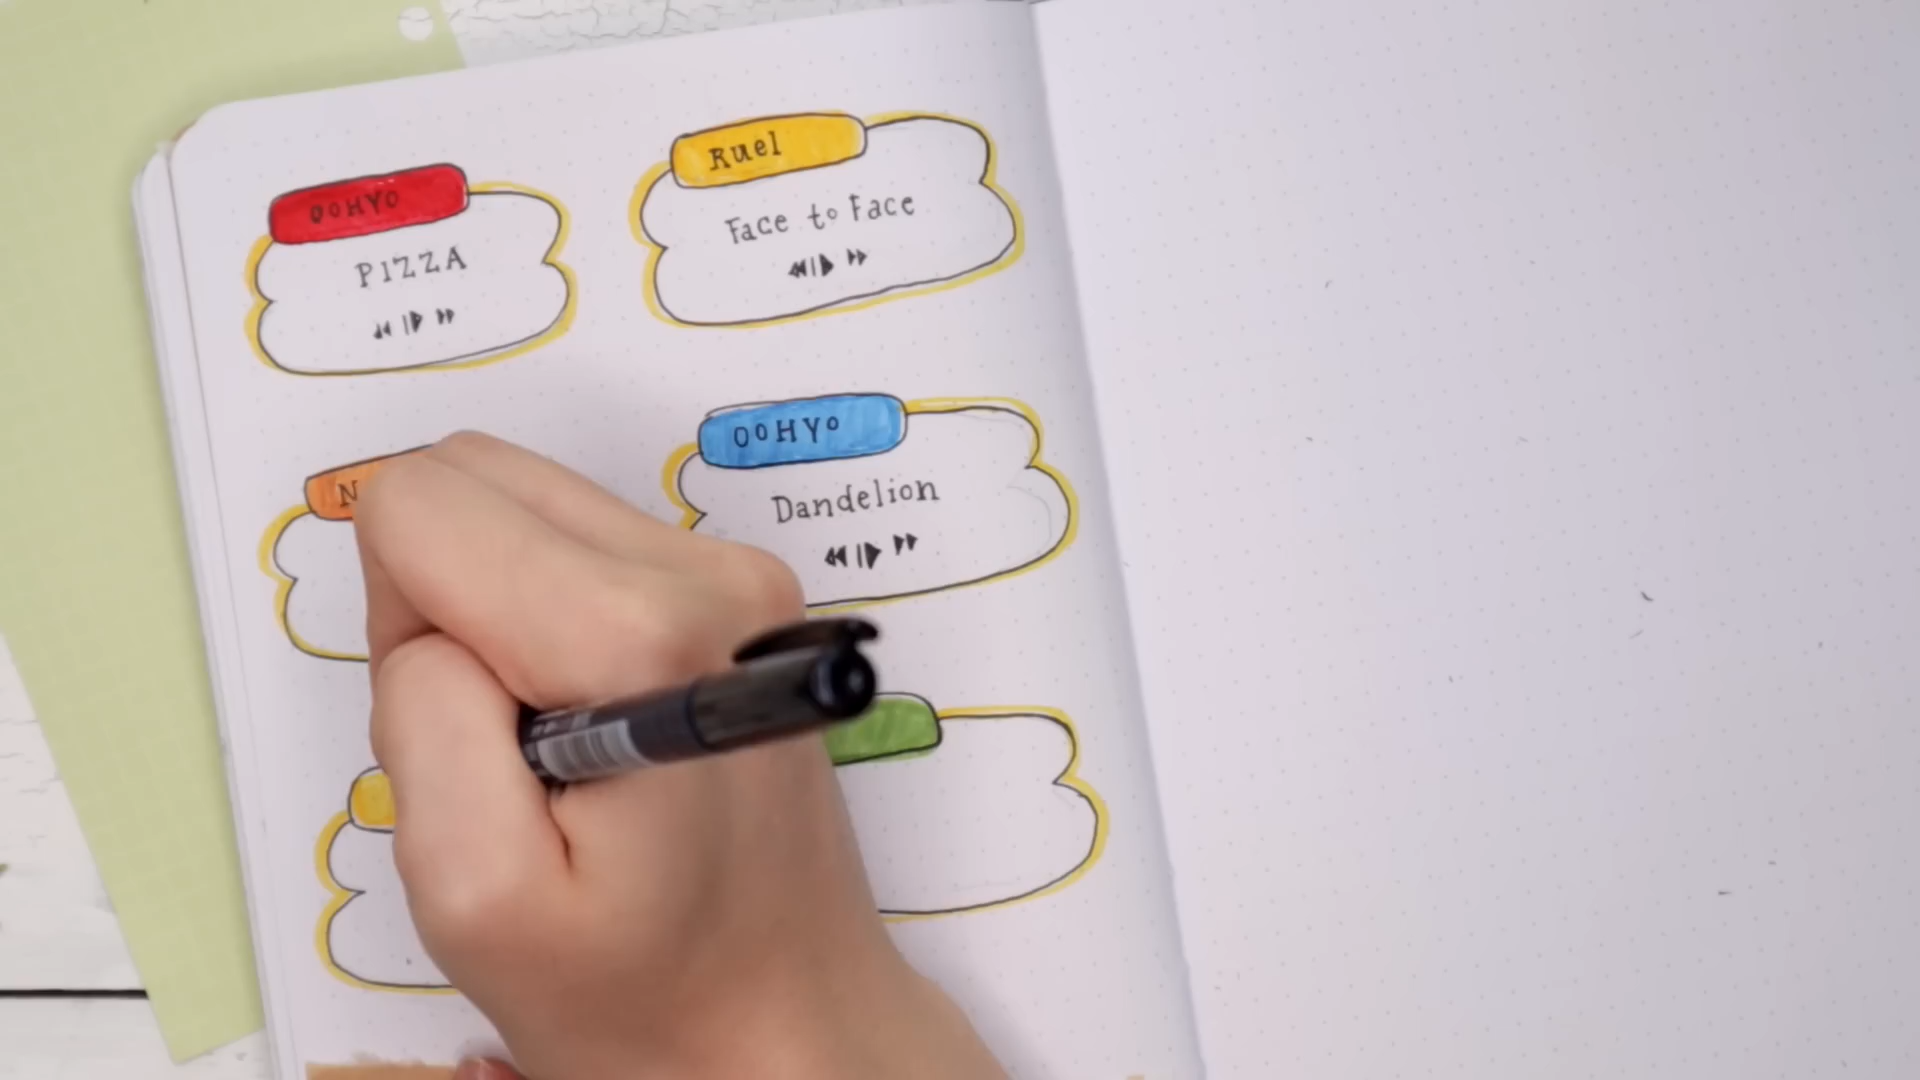 OOHYO
PIZZA
Ruel
Face to Face
N
OOHYO
Dandelion